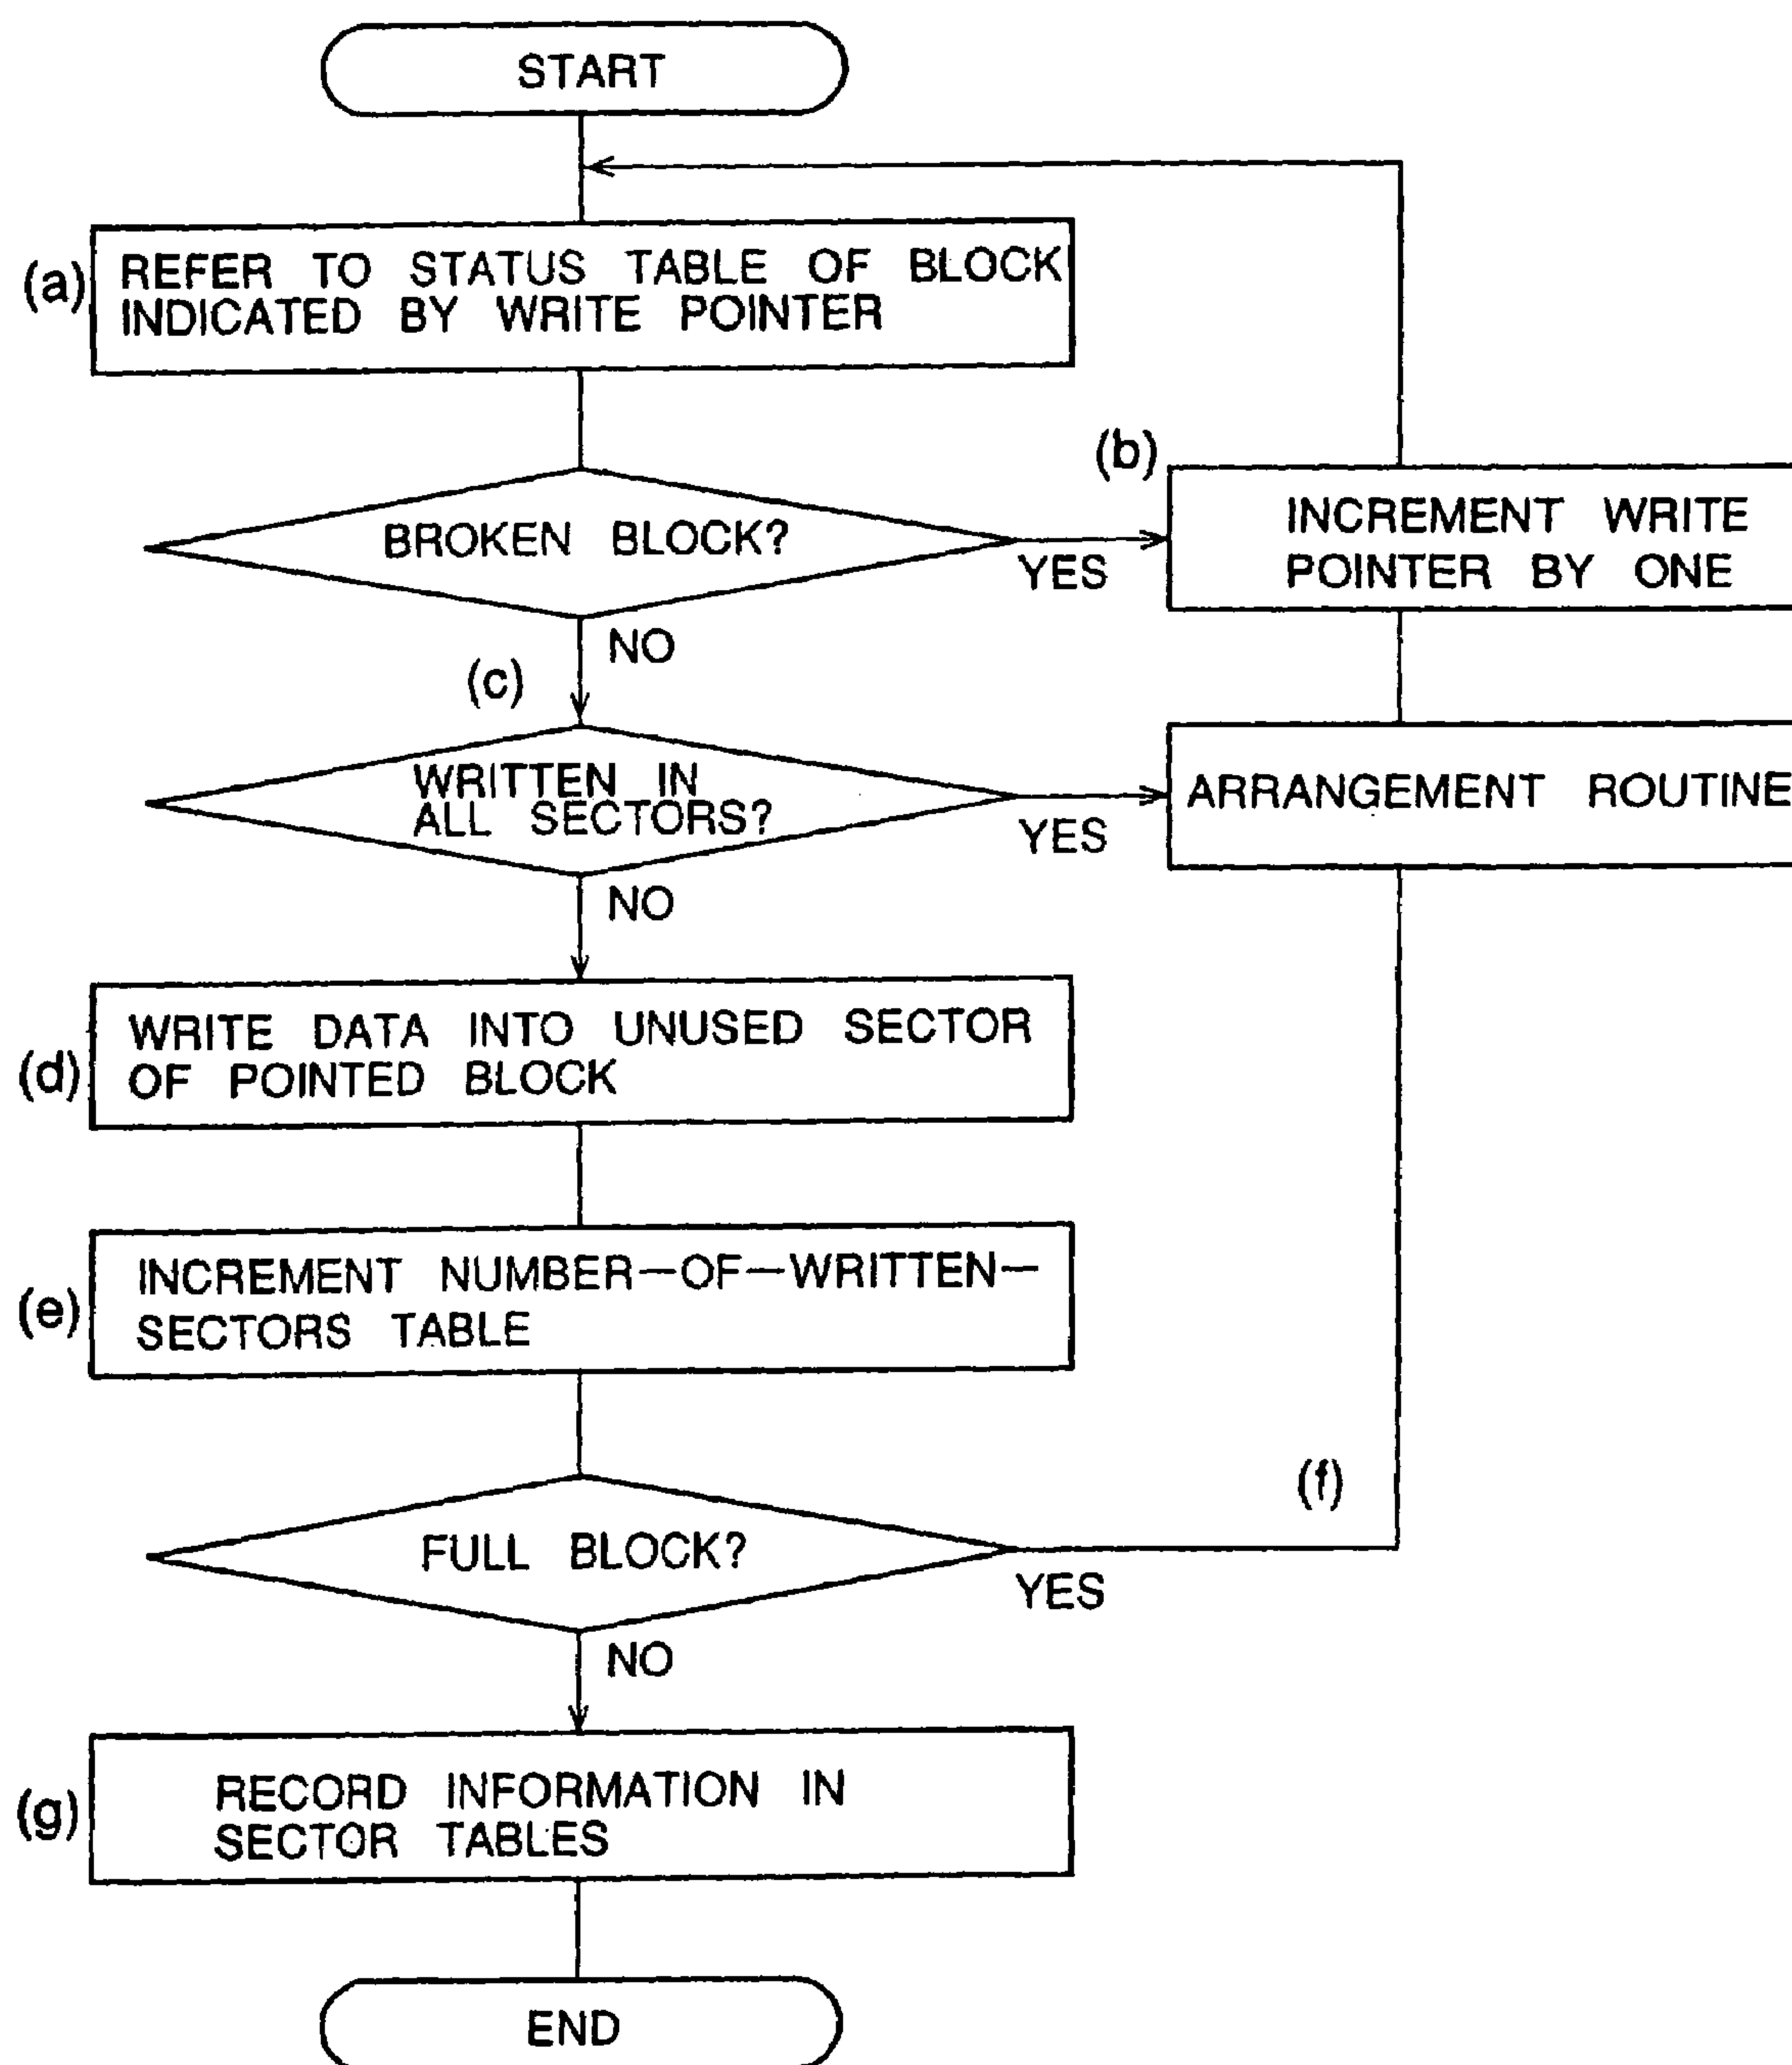 START
(a)
REFER TO STATUS TABLE OF BLOCK
INDICATED BY WRITE POINTER
(b)
BROKEN BLOCK?
YES
INCREMENT WRITE
POINTER BY ONE
NO
(c)
WRITTEN IN
ALL SECTORS?
YES
ARRANGEMENT ROUTINE
NO
(d)
WRITE DATA INTO UNUSED SECTOR
OF POINTED BLOCK
(e)
INCREMENT NUMBER—OF—WRITTEN—
SECTORS TABLE
(f)
FULL BLOCK?
YES
NO
(g)
RECORD INFORMATION IN
SECTOR TABLES
END